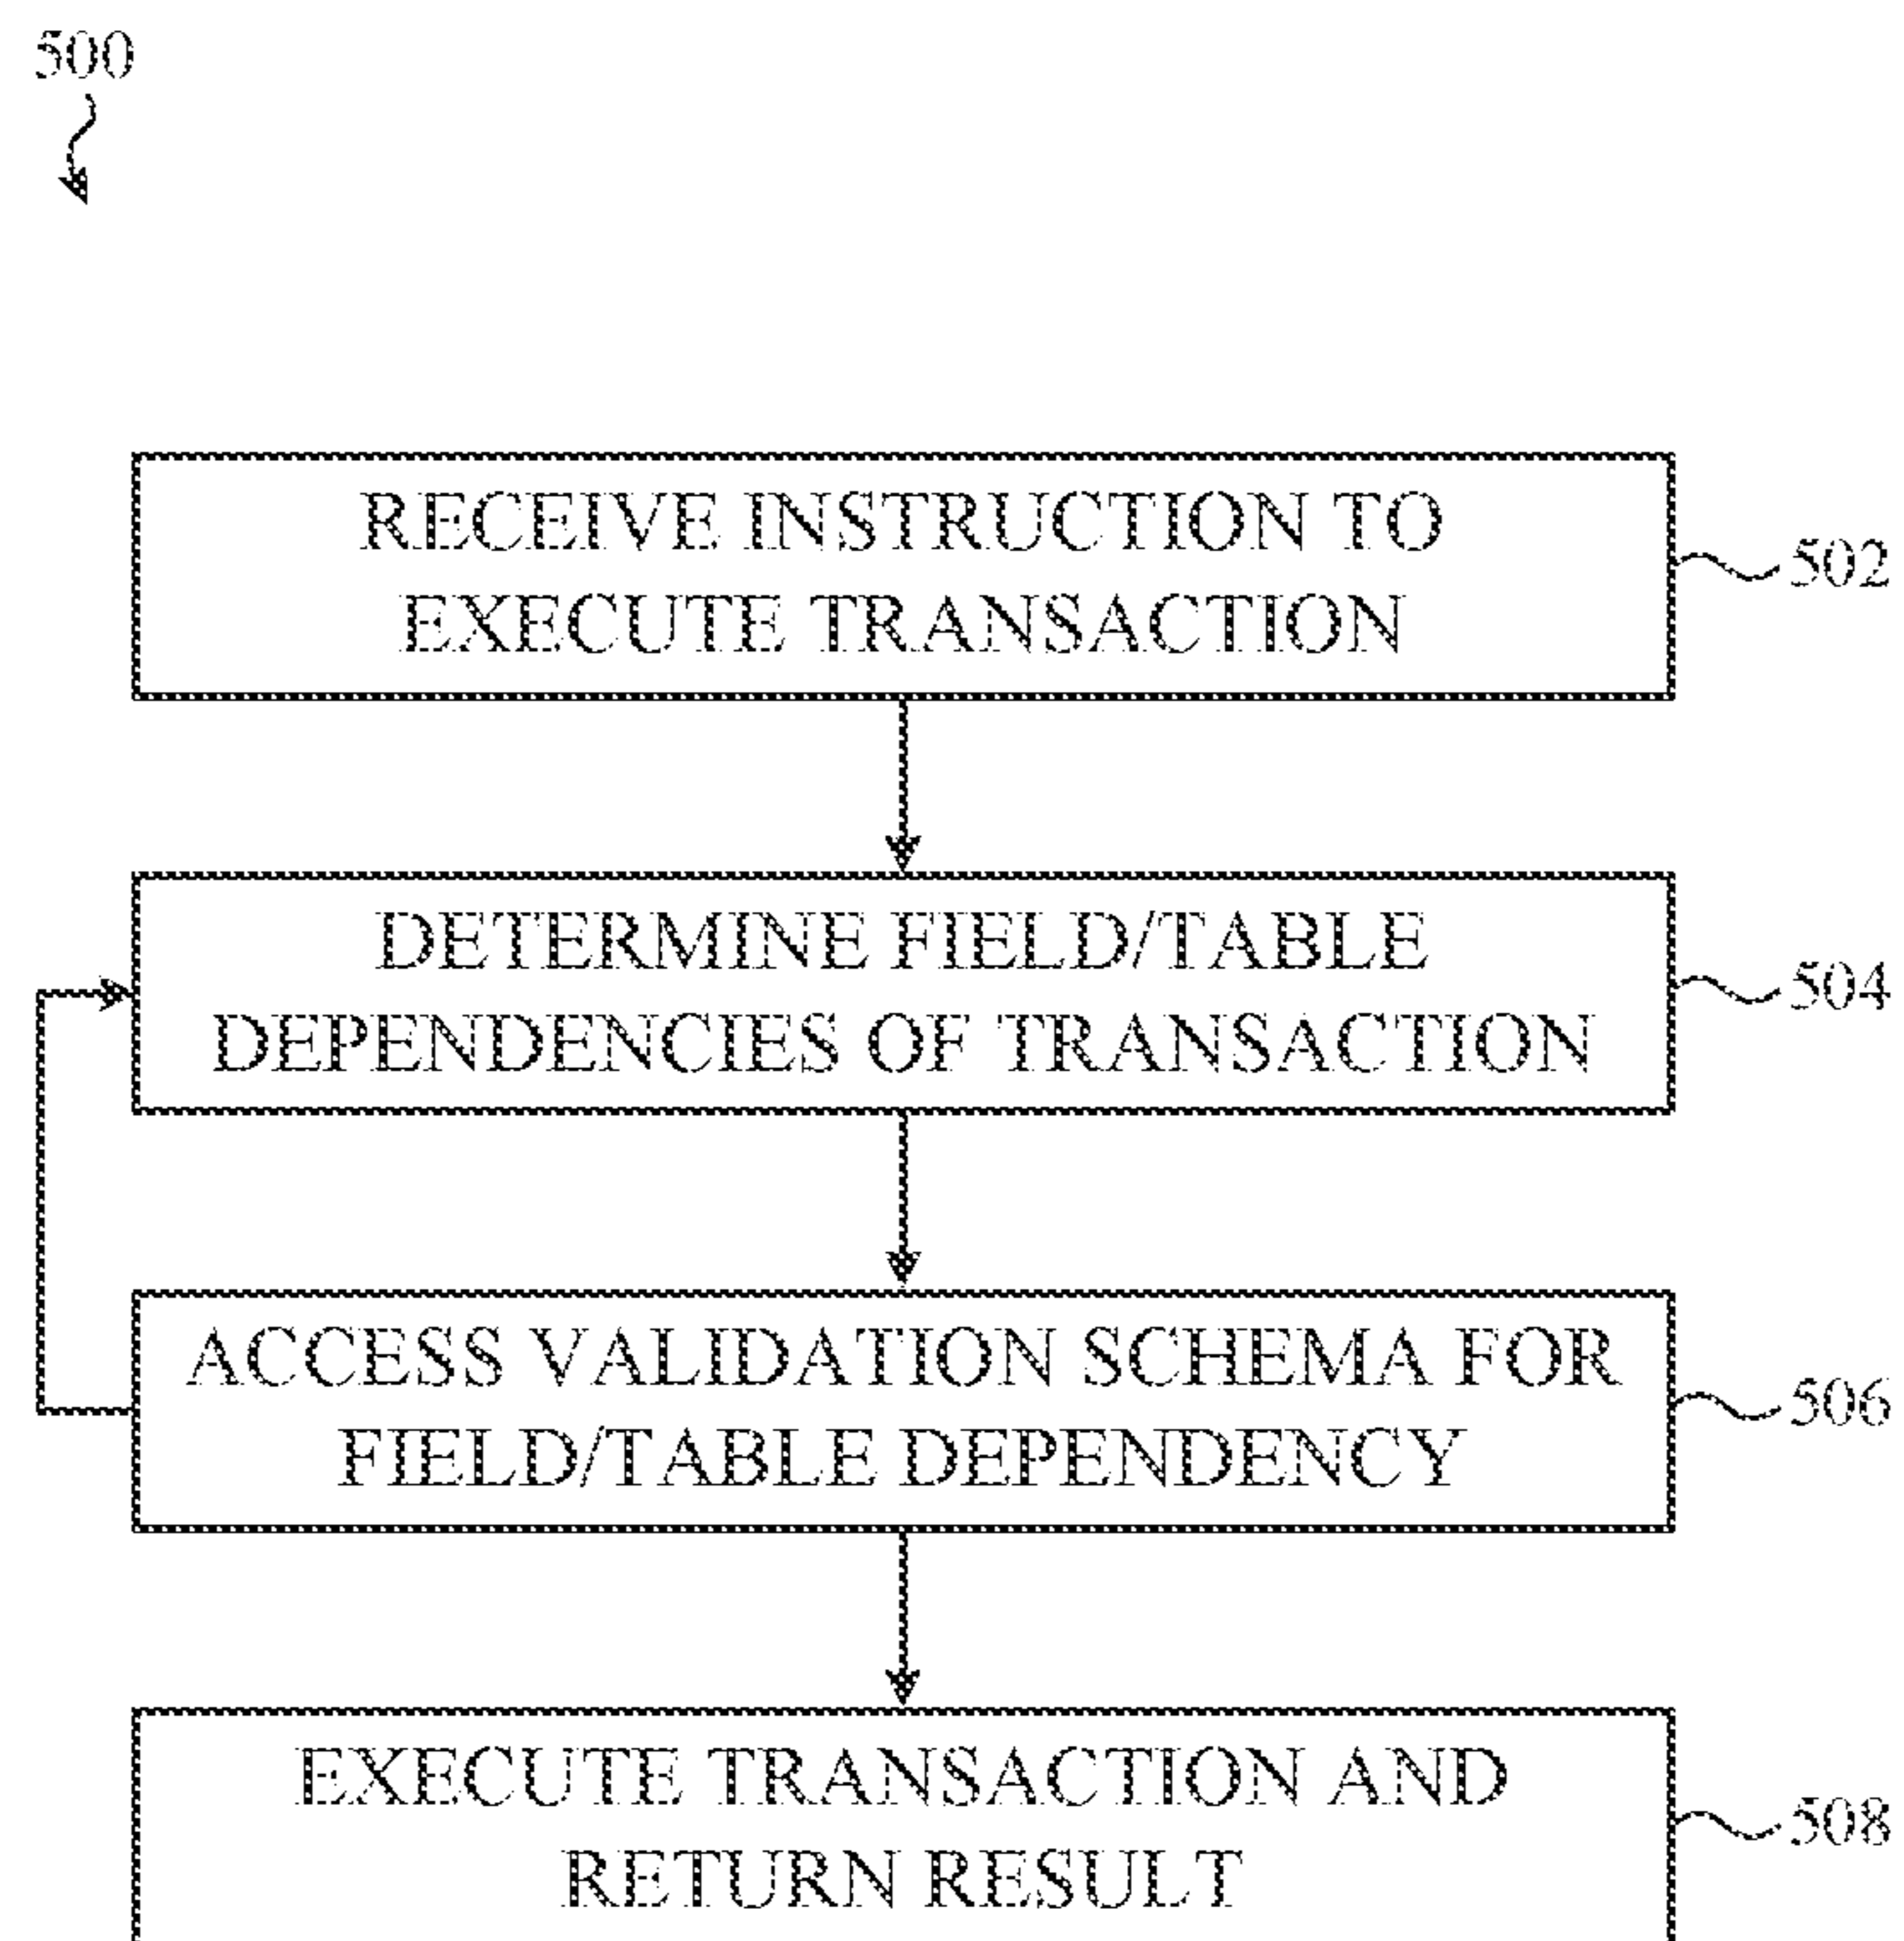 500
RECEIVE INSTRUCTION TO
EXECUTE TRANSACTION
502
DETERMINE FIELD/TABLE
DEPENDENCIES OF TRANSACTION
504
ACCESS VALIDATION SCHEMA FOR
FIELD/TABLE DEPENDENCY
506
EXECUTE TRANSACTION AND
RETURN RESULT
508